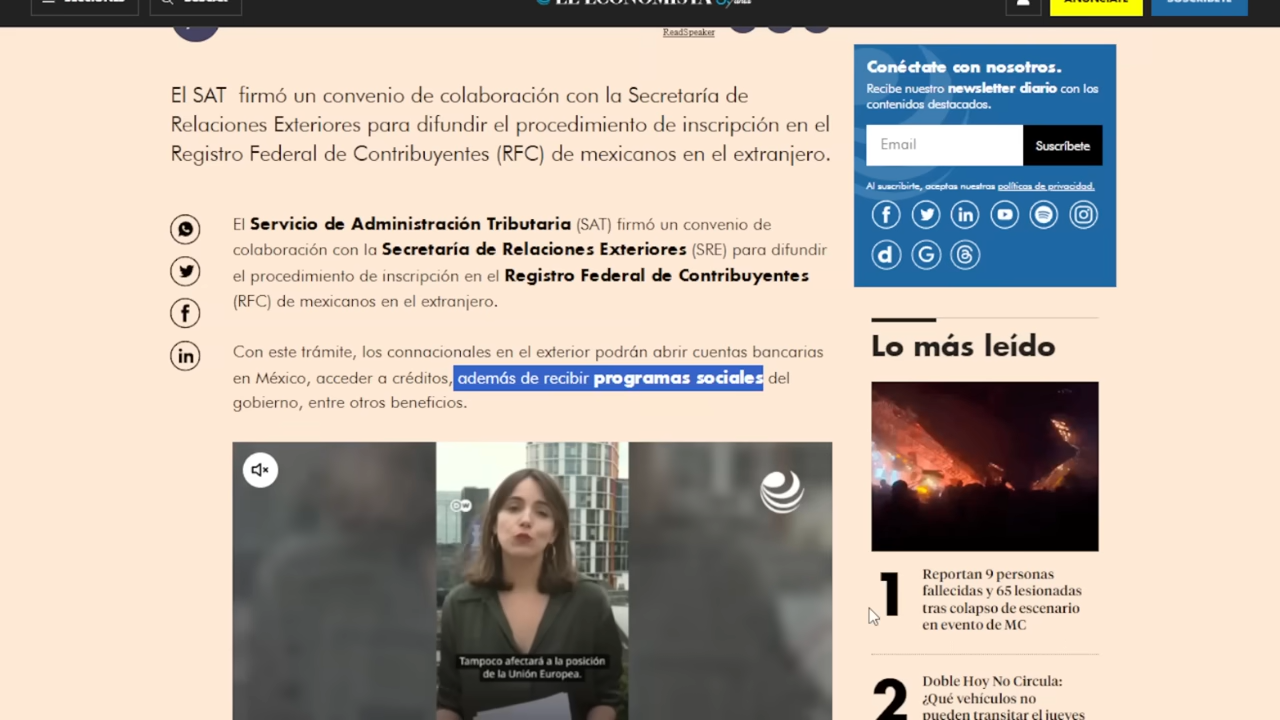 EL ECONOMISTA
ANÚNCIATE
SUSCRÍBETE
ReadSpeaker
El SAT firmó un convenio de colaboración con la Secretaría de
Relaciones Exteriores para difundir el procedimiento de inscripción en el
Registro Federal de Contribuyentes (RFC) de mexicanos en el extranjero.
El Servicio de Administración Tributaria (SAT) firmó un convenio de
colaboración con la Secretaría de Relaciones Exteriores (SRE) para difundir
el procedimiento de inscripción en el Registro Federal de Contribuyentes
(RFC) de mexicanos en el extranjero.
Con este trámite, los connacionales en el exterior podrán abrir cuentas bancarias
en México, acceder a créditos, además de recibir programas sociales del
gobierno, entre otros beneficios.
DW
Tampoco afectará a la posición
de la Unión Europea.
Conéctate con nosotros.
Recibe nuestro newsletter diario con los
contenidos destacados.
Email
Suscríbete
Al suscribirte, aceptas nuestras políticas de privacidad.
Lo más leído
1
Reportan 9 personas
fallecidas y 65 lesionadas
tras colapso de escenario
en evento de MC
2
Doble Hoy No Circula:
¿Qué vehículos no
pueden transitar el jueves